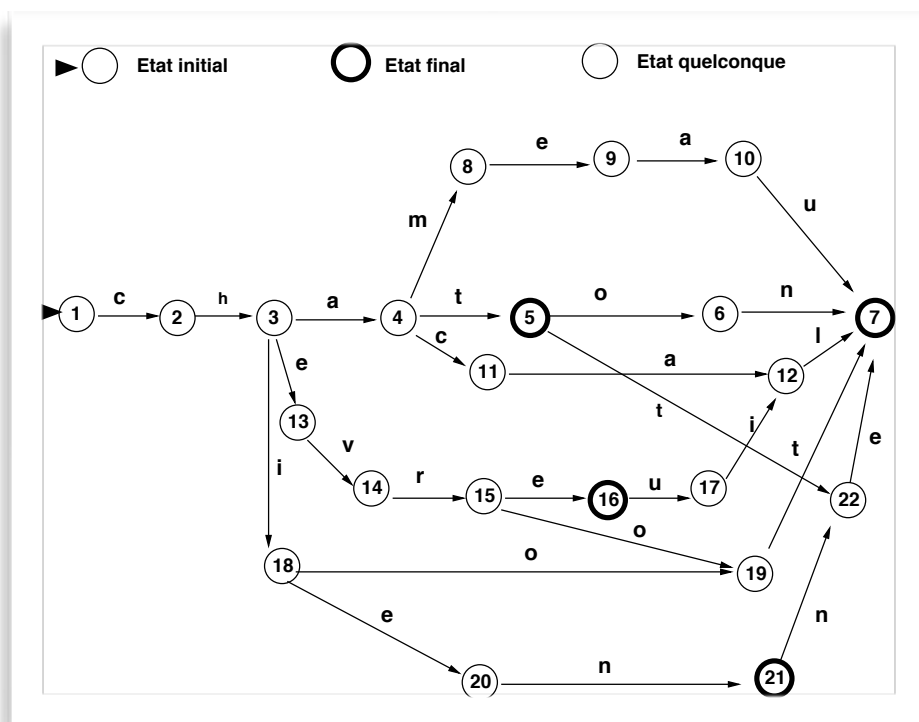 Etat initial Etat final Etat quelconque
8 e 9 a 10
m u
1 c 2 h 3 a 4 t 5 o 6 n 7
c 11 a 12 l
e 13 t i t e
v
i 14 r 15 e 16 u 17 22
o
18 o 19
e n
20 n 21